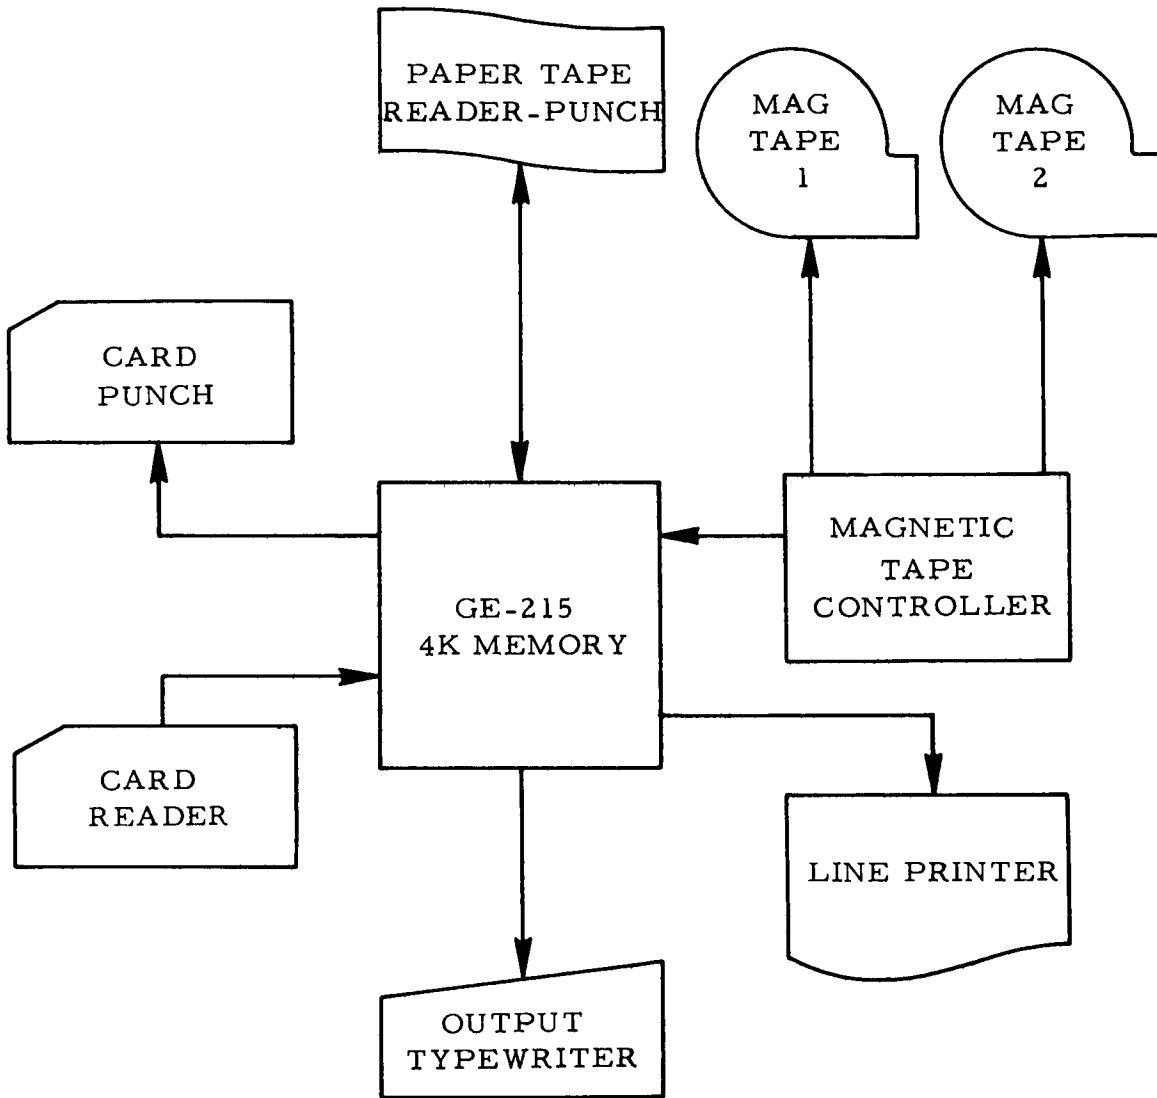 PAPER TAPE
READER-PUNCH
MAG
TAPE
1
MAG
TAPE
2
CARD
PUNCH
MAGNETIC
TAPE
CONTROLLER
GE-215
4K MEMORY
CARD
READER
LINE PRINTER
OUTPUT
TYPEWRITER